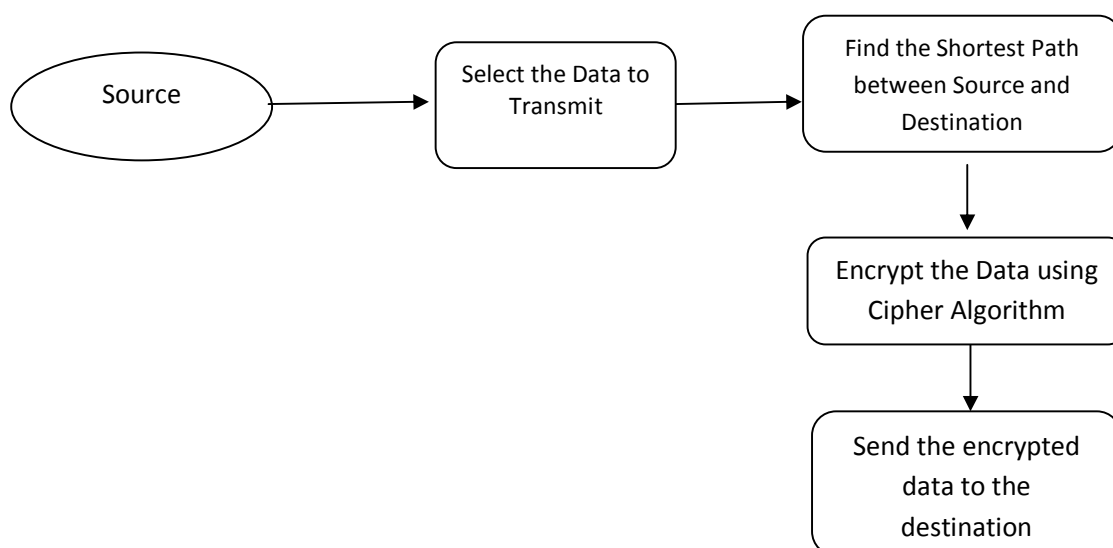 Source
Select the Data to
Transmit
Find the Shortest Path
between Source and
Destination
Encrypt the Data using
Cipher Algorithm
Send the encrypted
data to the
destination